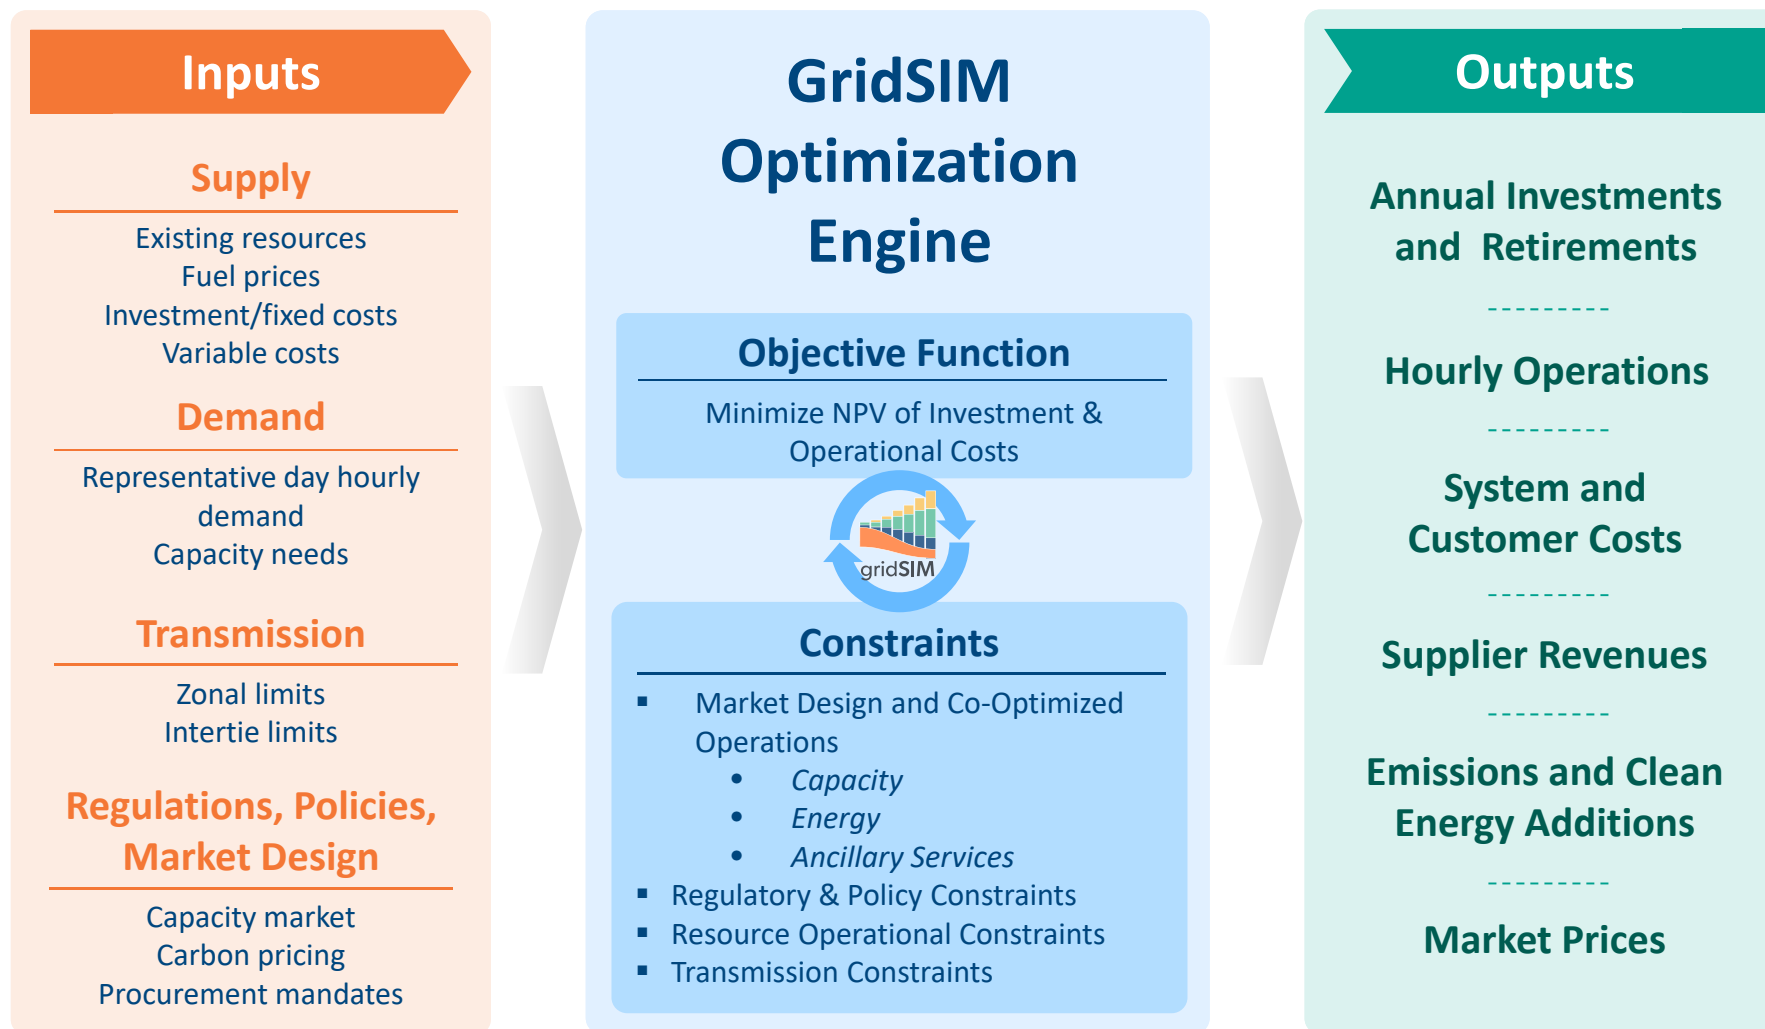 Inputs
Supply
Existing resources
Fuel prices
Investment/fixed costs
Variable costs
Demand
Representative day hourly
demand
Capacity needs
Transmission
Zonal limits
Intertie limits
Regulations, Policies,
Market Design
Capacity market
Carbon pricing
Procurement mandates
GridSIM
Optimization
Engine
Objective Function
Minimize NPV of Investment &
Operational Costs
gridSIM
Constraints
▪ Market Design and Co-Optimized
Operations
• Capacity
• Energy
• Ancillary Services
▪ Regulatory & Policy Constraints
▪ Resource Operational Constraints
▪ Transmission Constraints
Outputs
Annual Investments
and Retirements
Hourly Operations
System and
Customer Costs
Supplier Revenues
Emissions and Clean
Energy Additions
Market Prices